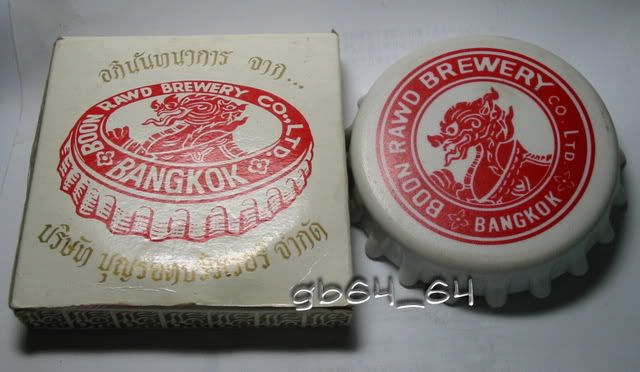 อภินันทนาการ จาก...
BOON RAWD BREWERY CO.,LTD.
BANGKOK
บริษัท บุญรอดบริวเวอรี่ จำกัด
BOON RAWD BREWERY CO., LTD
BANGKOK
gb64_64